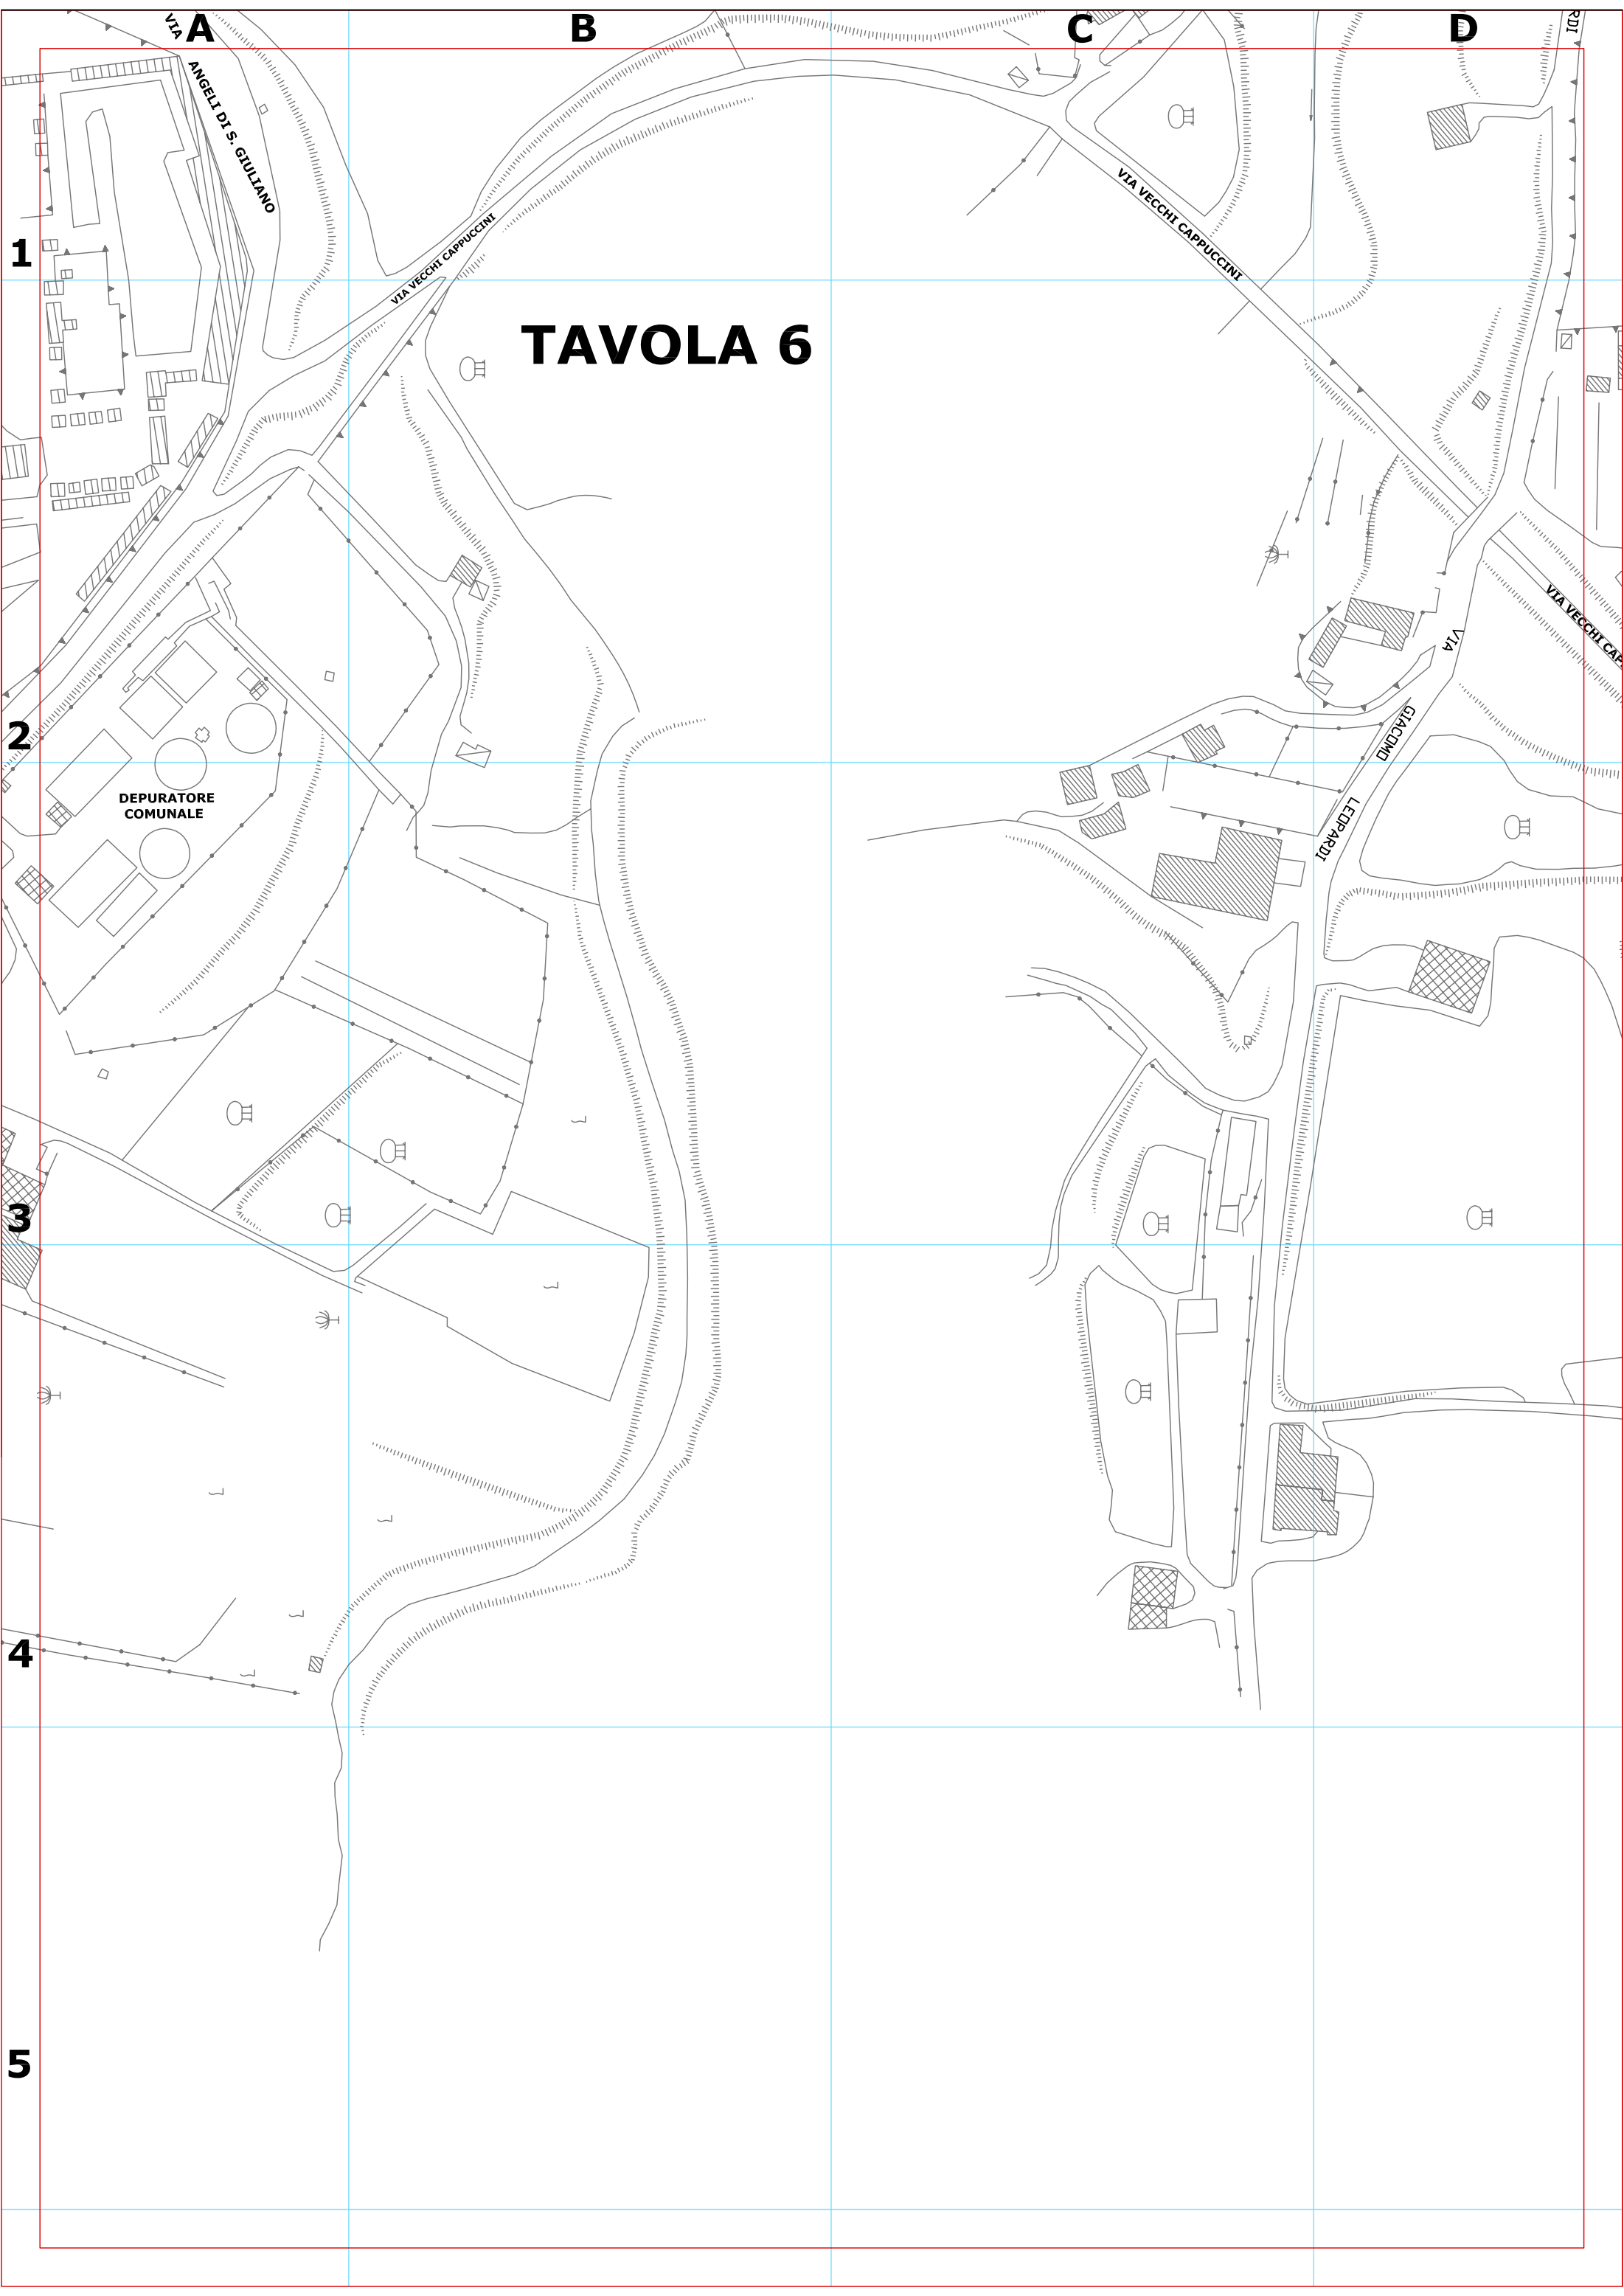 A B C D
VIA
ANGELI DI S. GIULIANO
RDI
1
VIA VECCHI CAPPUCCINI
VIA VECCHI CAPPUCCINI
TAVOLA 6
VIA VECCHI CAP
VIA
GIACOMO
LEOPARDI
2
DEPURATORE
COMUNALE
3
4
5